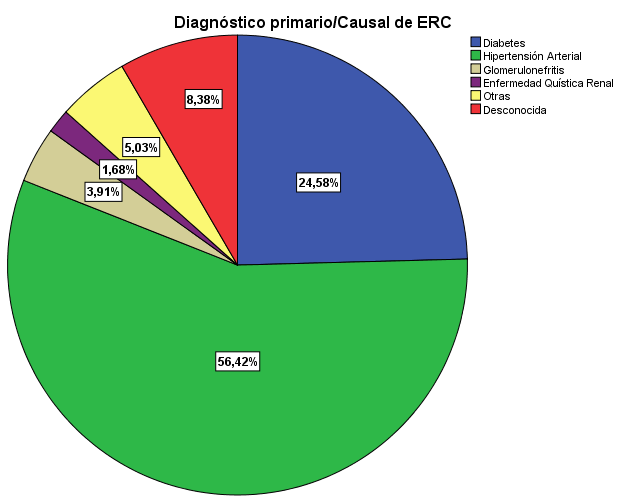 Diagnóstico primario/Causal de ERC
Diabetes
Hipertensión Arterial
Glomerulonefritis
Enfermedad Quística Renal
Otras
Desconocida
8,38%
5,03%
1,68%
3,91%
24,58%
56,42%